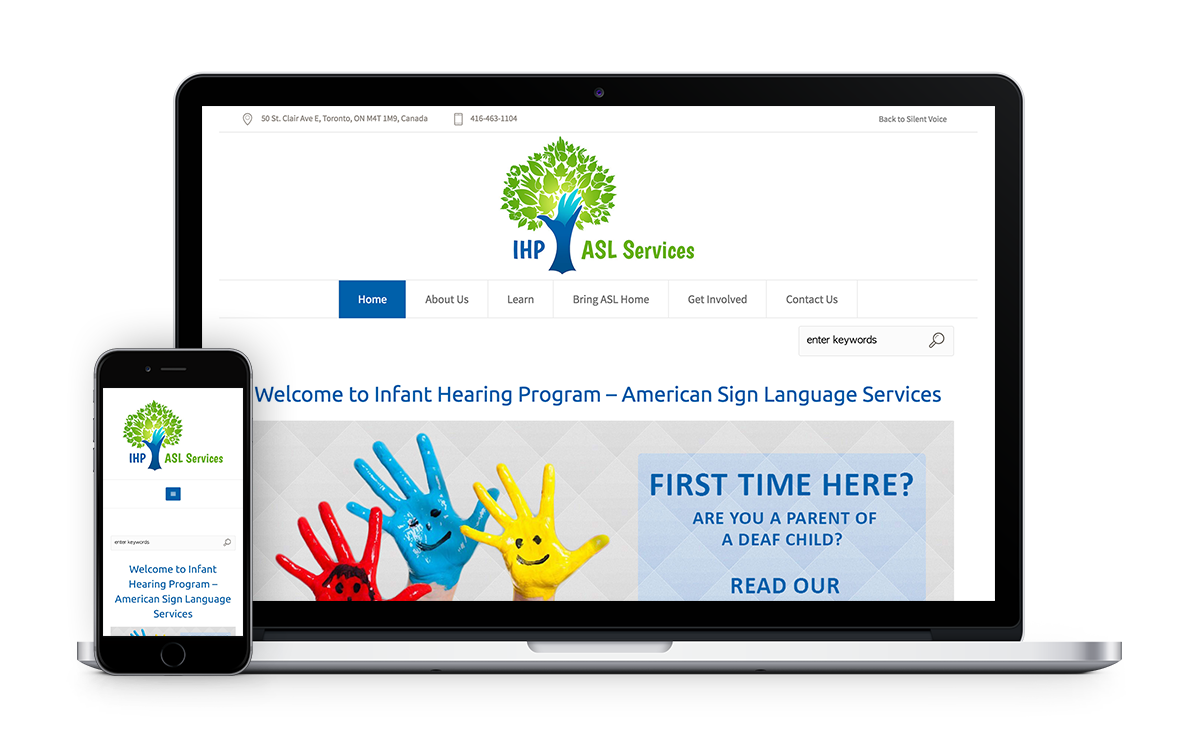 50 St. Clair Ave E, Toronto, ON M4T 1M9, Canada 416-463-1104 Back to Silent Voice
IHP ASL Services
Home About Us Learn Bring ASL Home Get Involved Contact Us
enter keywords
Welcome to Infant Hearing Program – American Sign Language Services
FIRST TIME HERE?
ARE YOU A PARENT OF
A DEAF CHILD?
READ OUR
IHP ASL Services
enter keywords
Welcome to Infant
Hearing Program –
American Sign Language
Services